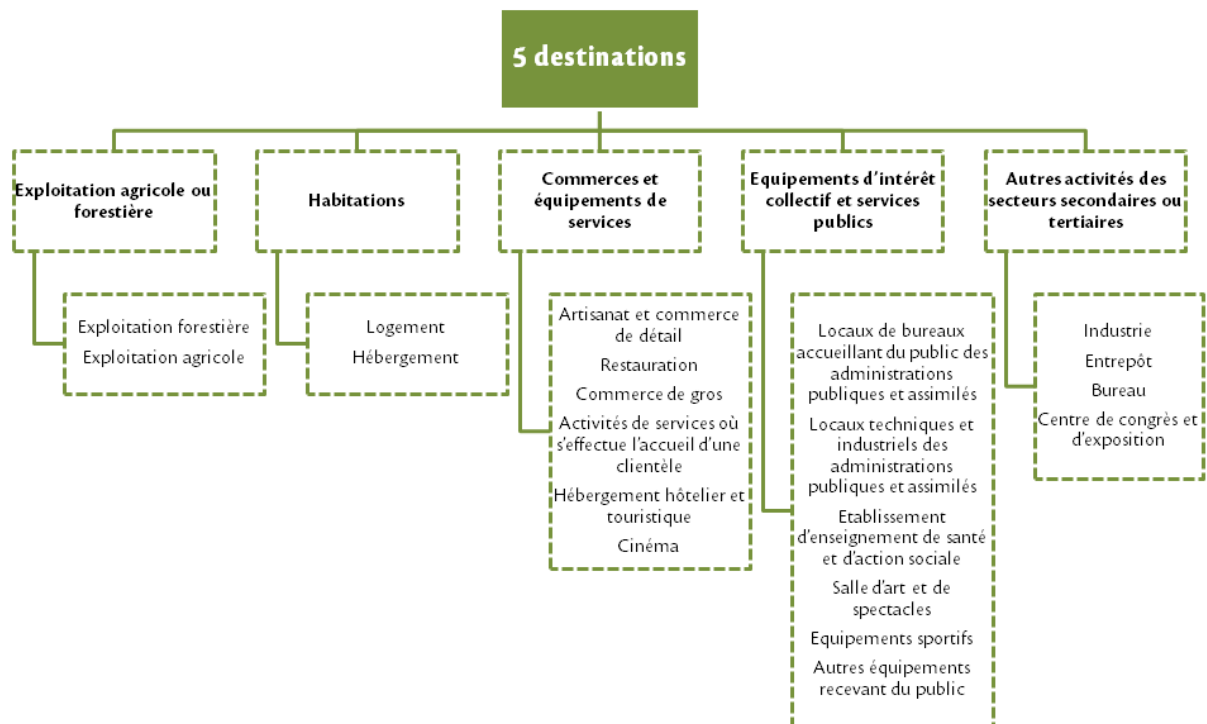 5 destinations
Exploitation agricole ou
forestière
Habitations
Commerces et
équipements de
services
Equipements d'intérêt
collectif et services
publics
Autres activités des
secteurs secondaires ou
tertiaires
Exploitation forestière
Exploitation agricole
Logement
Hébergement
Artisanat et commerce
de détail
Restauration
Commerce de gros
Activités de services où
s'effectue l'accueil d'une
clientèle
Hébergement hôtelier et
touristique
Cinéma
Locaux de bureaux
accueillant du public des
administrations
publiques et assimilés
Locaux techniques et
industriels des
administrations
publiques et assimilés
Etablissement
d'enseignement de santé
et d'action sociale
Salle d'art et de
spectacles
Equipements sportifs
Autres équipements
recevant du public
Industrie
Entrepôt
Bureau
Centre de congrès et
d'exposition